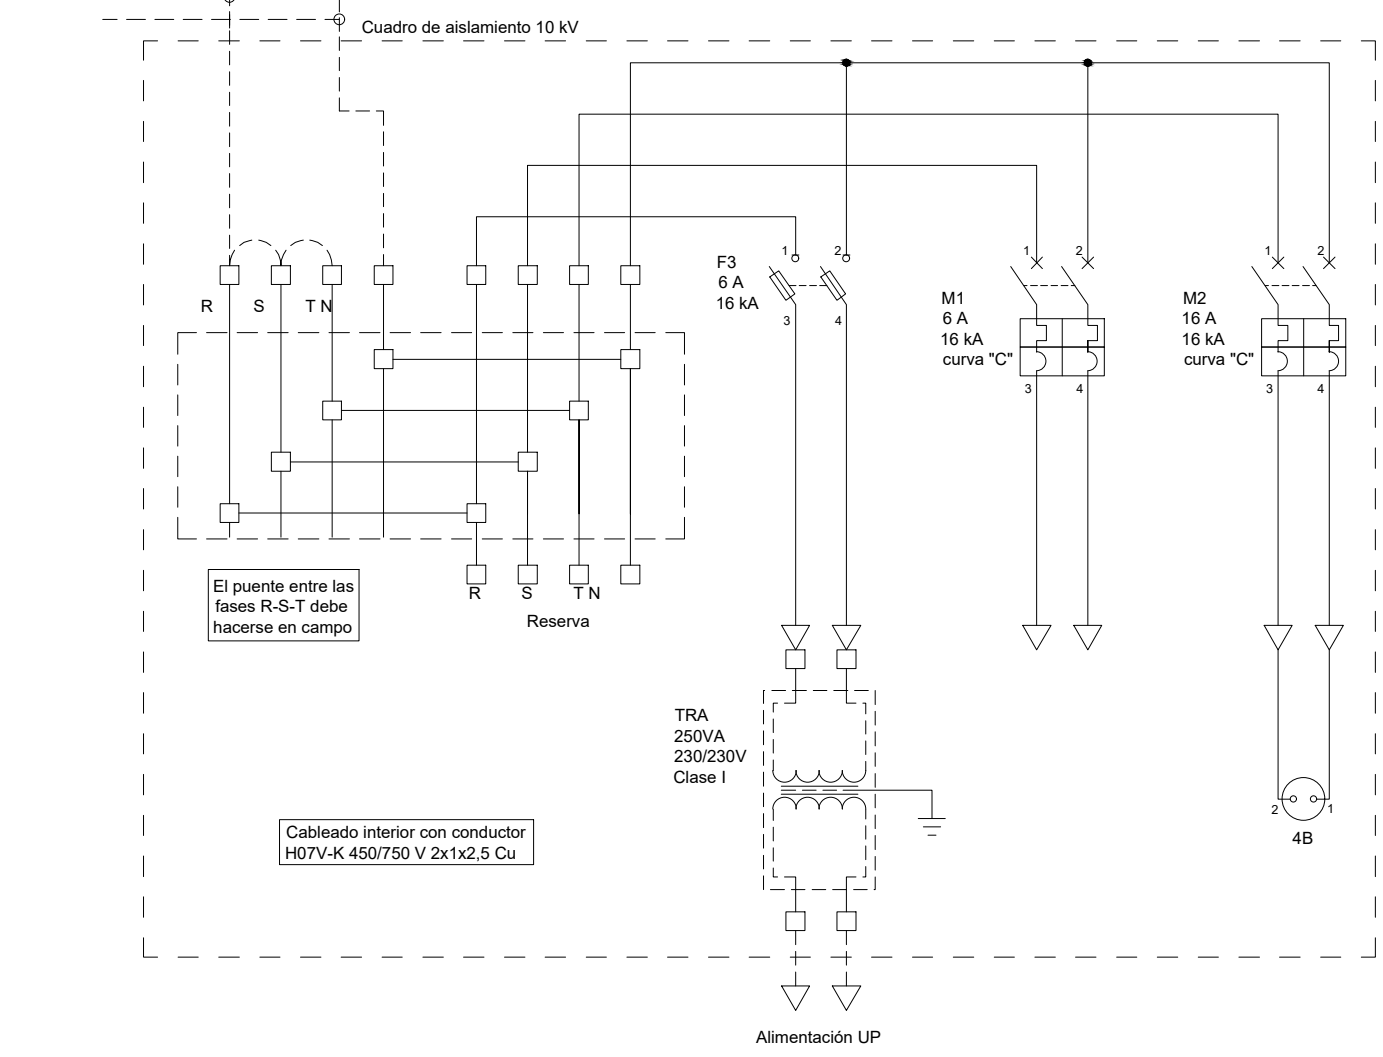 Cuadro de aislamiento 10 kV
1 2
F3
6 A
16 kA
3 4
1 2
M1
6 A
16 kA
curva "C"
3 4
1 2
M2
16 A
16 kA
curva "C"
3 4
R S T N
El puente entre las
fases R-S-T debe
hacerse en campo
R S T N
Reserva
TRA
250VA
230/230V
Clase I
2 1
4B
Cableado interior con conductor
H07V-K 450/750 V 2x1x2,5 Cu
Alimentación UP